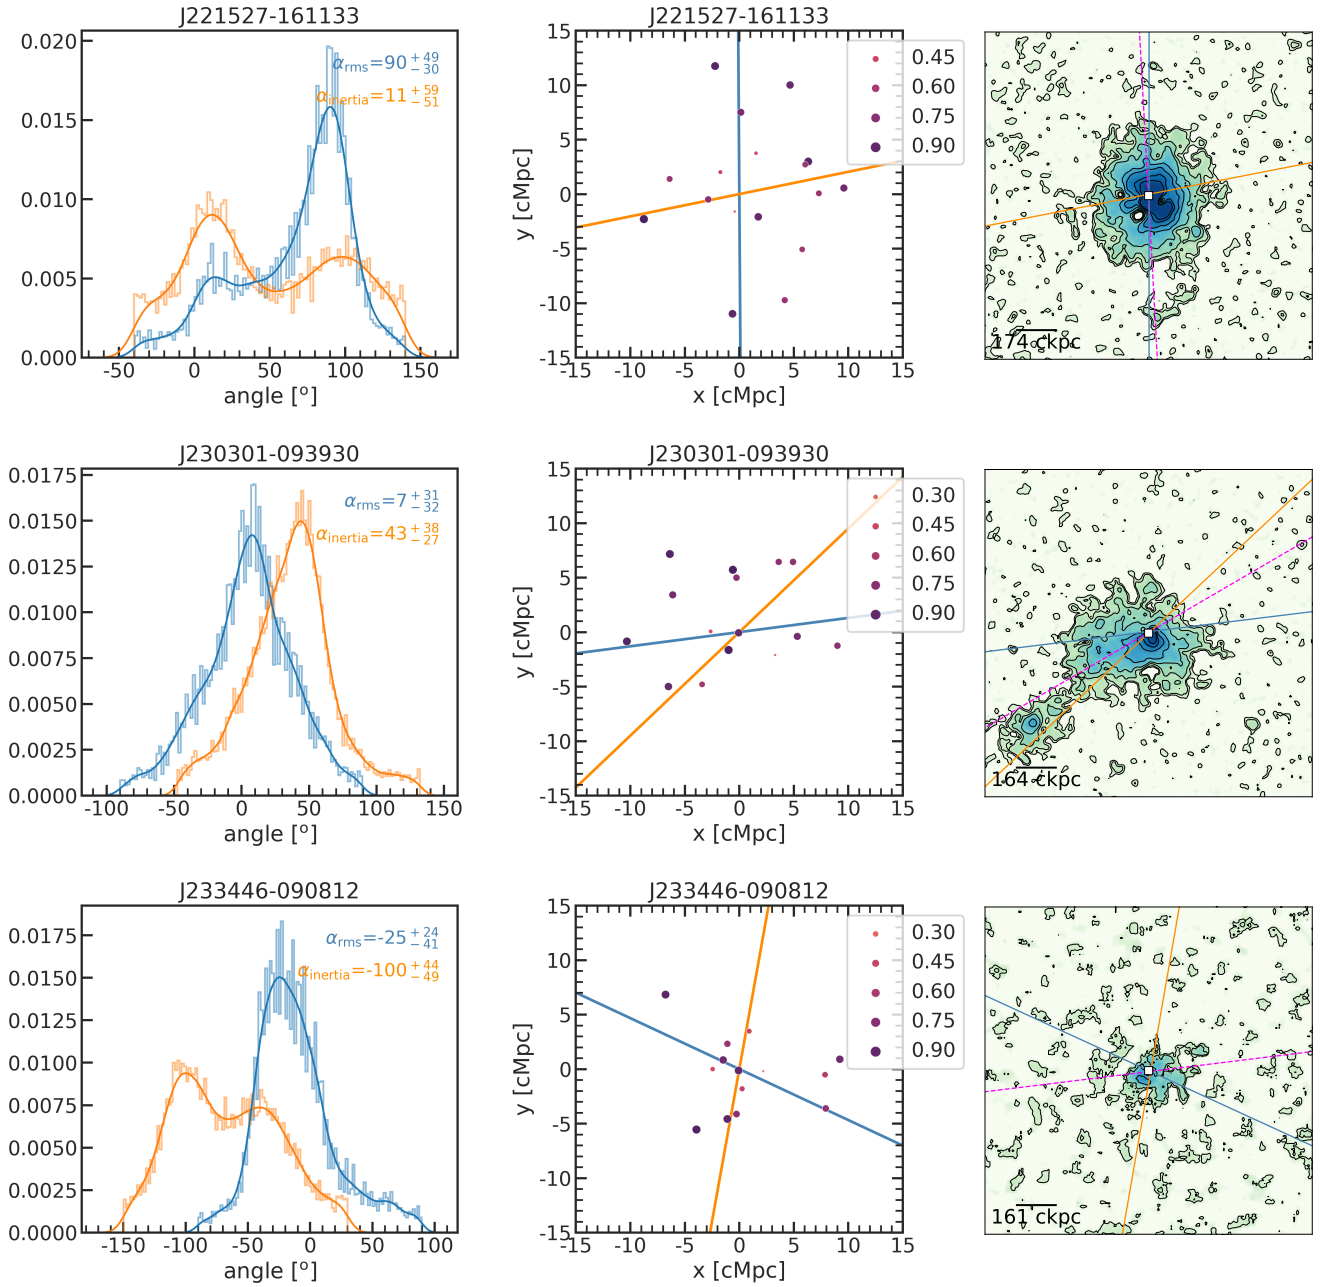 J221527-161133
0.020
0.015
0.010
0.005
0.000
α_rms=90 +49 −30
α_inertia=11 +59 −51
-50 0 50 100 150
angle [°]
J221527-161133
15
10
5
0
-5
-10
-15
y [cMpc]
-15 -10 -5 0 5 10 15
x [cMpc]
0.45
0.60
0.75
0.90
174 ckpc
J230301-093930
0.0175
0.0150
0.0125
0.0100
0.0075
0.0050
0.0025
0.0000
α_rms=7 +31 −32
α_inertia=43 +38 −27
-100 -50 0 50 100 150
angle [°]
J230301-093930
15
10
5
0
-5
-10
-15
y [cMpc]
-15 -10 -5 0 5 10 15
x [cMpc]
0.30
0.45
0.60
0.75
0.90
164 ckpc
J233446-090812
0.0175
0.0150
0.0125
0.0100
0.0075
0.0050
0.0025
0.0000
α_rms=-25 +24 −41
α_inertia=-100 +44 −49
-150 -100 -50 0 50 100
angle [°]
J233446-090812
15
10
5
0
-5
-10
-15
y [cMpc]
-15 -10 -5 0 5 10 15
x [cMpc]
0.30
0.45
0.60
0.75
0.90
161 ckpc